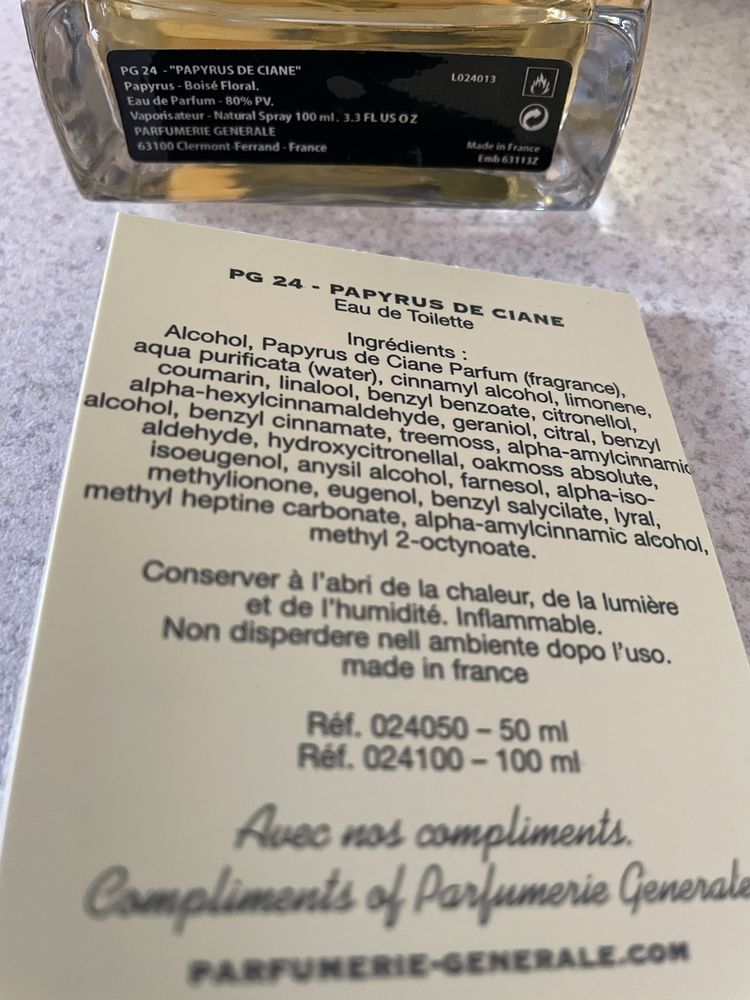 PG 24 - "PAPYRUS DE CIANE"
Papyrus - Boisé Floral.
Eau de Parfum - 80% PV.
Vaporisateur - Natural Spray 100 ml. 3.3 FL US OZ
PARFUMERIE GENERALE
63100 Clermont-Ferrand - France
L024013
Made in France
Emb 63113Z
PG 24 - PAPYRUS DE CIANE
Eau de Toilette
Ingrédients :
Alcohol, Papyrus de Ciane Parfum (fragrance),
aqua purificata (water), cinnamyl alcohol, limonene,
coumarin, linalool, benzyl benzoate, citronellol,
alpha-hexylcinnamaldehyde, geraniol, citral, benzyl
alcohol, benzyl cinnamate, treemoss, alpha-amylcinnamic
aldehyde, hydroxycitronellal, oakmoss absolute,
isoeugenol, anysil alcohol, farnesol, alpha-iso-
methylionone, eugenol, benzyl salycilate, lyral,
methyl heptine carbonate, alpha-amylcinnamic alcohol,
methyl 2-octynoate.
Conserver à l'abri de la chaleur, de la lumière
et de l'humidité. Inflammable.
Non disperdere nell ambiente dopo l'uso.
made in france
Réf. 024050 – 50 ml
Réf. 024100 – 100 ml
Avec nos compliments.
Compliments of Parfumerie Generale
PARFUMERIE-GENERALE.COM